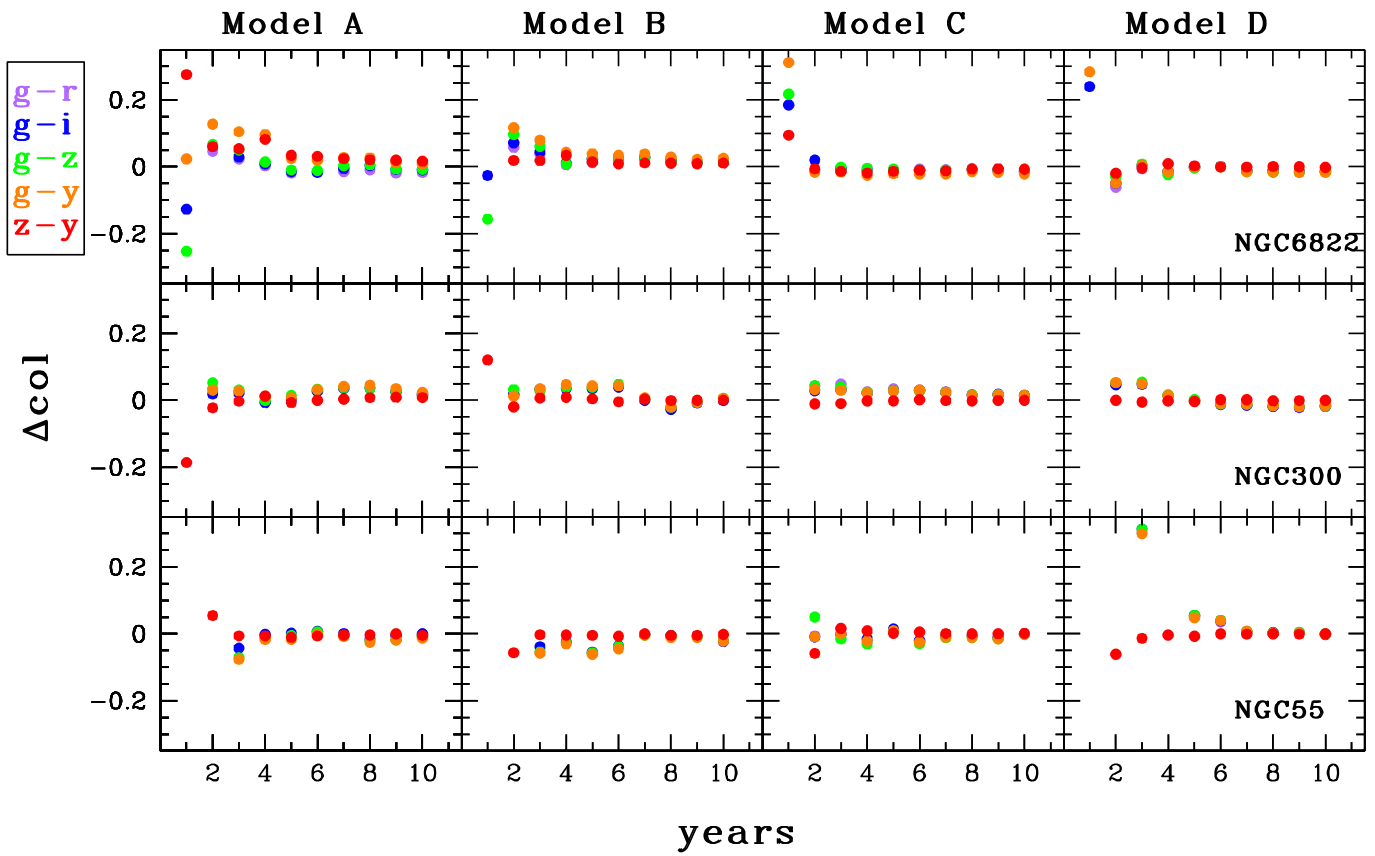 Model A Model B Model C Model D
g-r
g-i
g-z
g-y
z-y
0.2
0
-0.2
NGC6822
0.2
0
-0.2
NGC300
0.2
0
-0.2
NGC55
Δcol
2 4 6 8 10 2 4 6 8 10 2 4 6 8 10 2 4 6 8 10
years